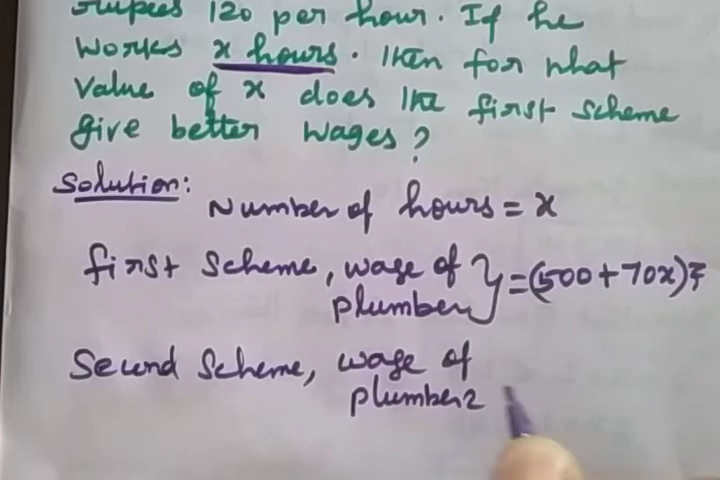 rupees 120 per hour. If he
works x hours. Then for what
value of x does the first scheme
give better wages?
Solution:
Number of hours = x
first scheme, wage of plumber} = (500+70x)₹
Second scheme, wage of
plumber